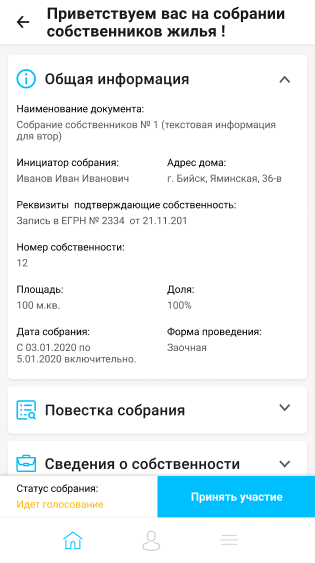 Приветствуем вас на собрании
собственников жилья !
Общая информация
Наименование документа:
Собрание собственников № 1 (текстовая информация
для втор)
Инициатор собрания:
Иванов Иван Иванович
Адрес дома:
г. Бийск, Яминская, 36-в
Реквизиты подтверждающие собственность:
Запись в ЕГРН № 2334 от 21.11.201
Номер собственности:
12
Площадь:
100 м.кв.
Доля:
100%
Дата собрания:
С 03.01.2020 по
5.01.2020 включительно.
Форма проведения:
Заочная
Повестка собрания
Сведения о собственности
Статус собрания:
Идет голосование
Принять участие